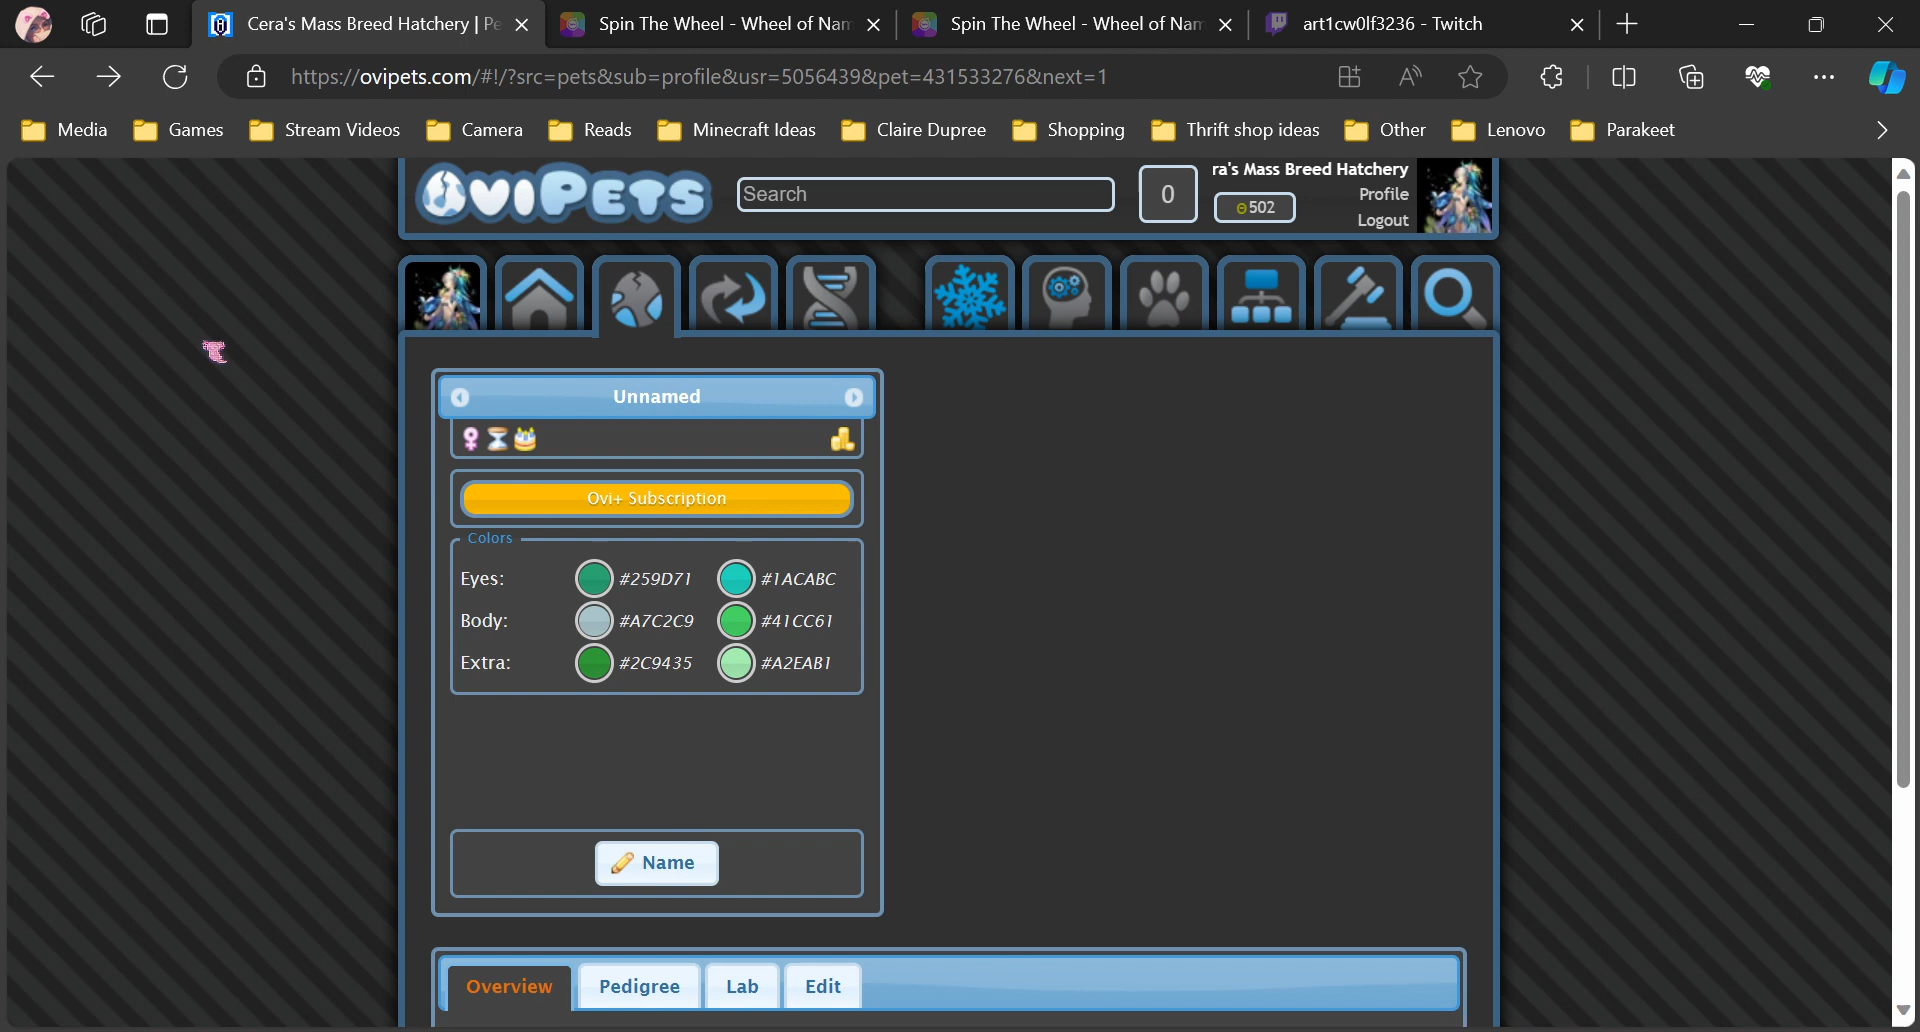 Cera's Mass Breed Hatchery | Pe
Spin The Wheel - Wheel of Nam
Spin The Wheel - Wheel of Nam
art1cw0lf3236 - Twitch
https://ovipets.com/#!/?src=pets&sub=profile&usr=5056439&pet=431533276&next=1
Media
Games
Stream Videos
Camera
Reads
Minecraft Ideas
Claire Dupree
Shopping
Thrift shop ideas
Other
Lenovo
Parakeet
OviPets
Search
0
ra's Mass Breed Hatchery
502
Profile
Logout
Unnamed
Ovi+ Subscription
Colors
Eyes: #259D71 #1ACABC
Body: #A7C2C9 #41CC61
Extra: #2C9435 #A2EAB1
Name
Overview
Pedigree
Lab
Edit